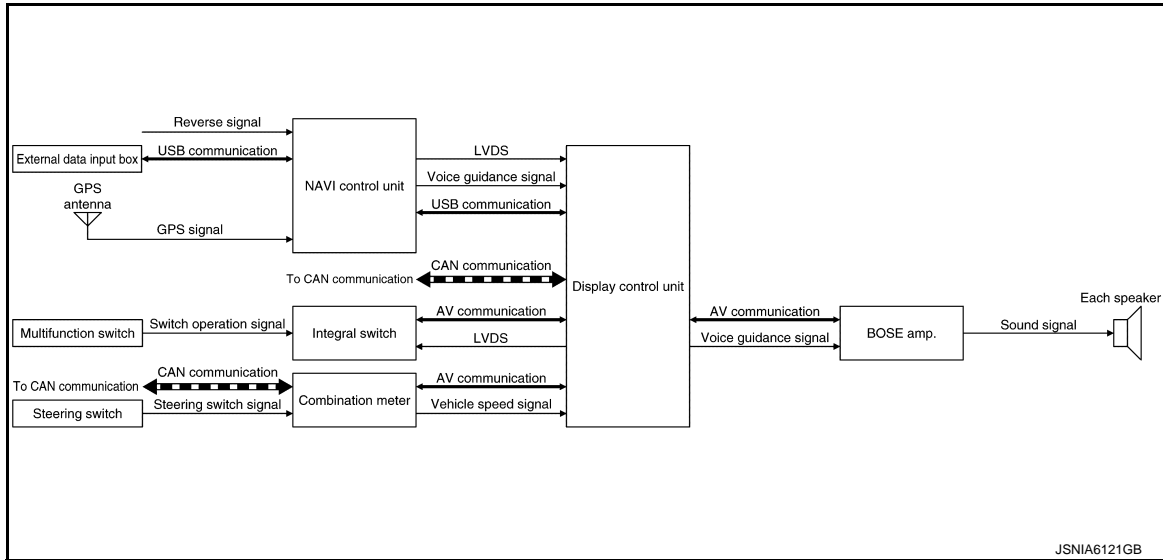 Reverse signal
External data input box
USB communication
GPS
antenna
GPS signal
NAVI control unit
LVDS
Voice guidance signal
USB communication
To CAN communication
CAN communication
Display control unit
Multifunction switch
Switch operation signal
Integral switch
AV communication
LVDS
To CAN communication
CAN communication
Steering switch
Steering switch signal
Combination meter
AV communication
Vehicle speed signal
AV communication
Voice guidance signal
BOSE amp.
Sound signal
Each speaker
JSNIA6121GB